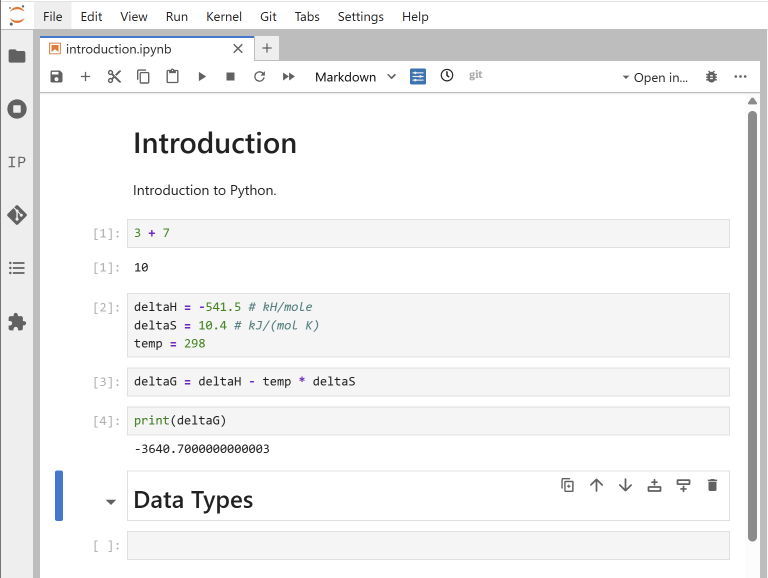 File Edit View Run Kernel Git Tabs Settings Help
introduction.ipynb
Markdown git Open in...
IP
Introduction
Introduction to Python.
[1]: 3 + 7
[1]: 10
[2]: deltaH = -541.5 # kH/mole
deltaS = 10.4 # kJ/(mol K)
temp = 298
[3]: deltaG = deltaH - temp * deltaS
[4]: print(deltaG)
-3640.7000000000003
Data Types
[ ]: